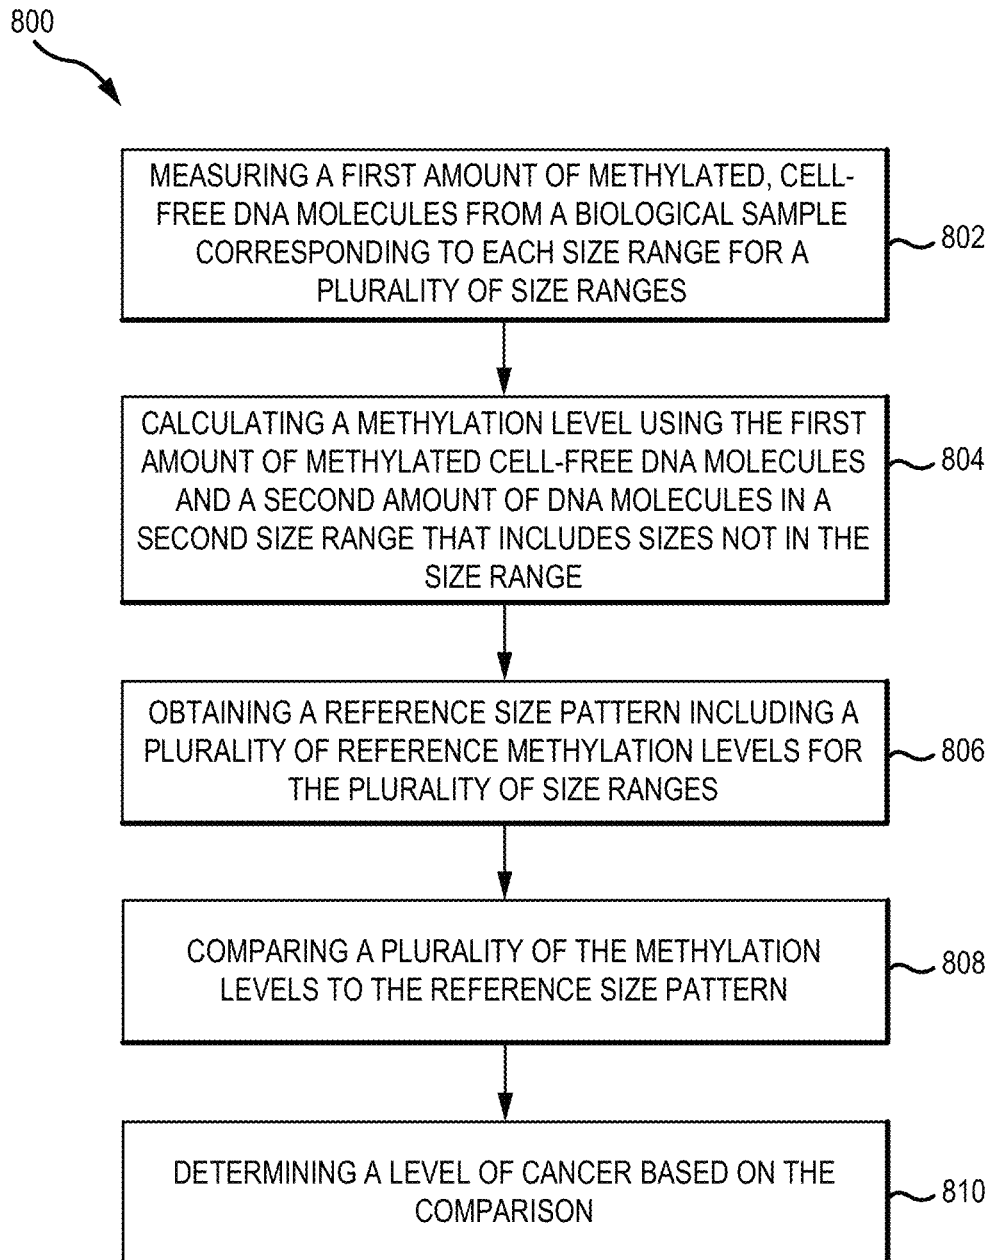 800
MEASURING A FIRST AMOUNT OF METHYLATED, CELL-
FREE DNA MOLECULES FROM A BIOLOGICAL SAMPLE
CORRESPONDING TO EACH SIZE RANGE FOR A
PLURALITY OF SIZE RANGES
802
CALCULATING A METHYLATION LEVEL USING THE FIRST
AMOUNT OF METHYLATED CELL-FREE DNA MOLECULES
AND A SECOND AMOUNT OF DNA MOLECULES IN A
SECOND SIZE RANGE THAT INCLUDES SIZES NOT IN THE
SIZE RANGE
804
OBTAINING A REFERENCE SIZE PATTERN INCLUDING A
PLURALITY OF REFERENCE METHYLATION LEVELS FOR
THE PLURALITY OF SIZE RANGES
806
COMPARING A PLURALITY OF THE METHYLATION
LEVELS TO THE REFERENCE SIZE PATTERN
808
DETERMINING A LEVEL OF CANCER BASED ON THE
COMPARISON
810